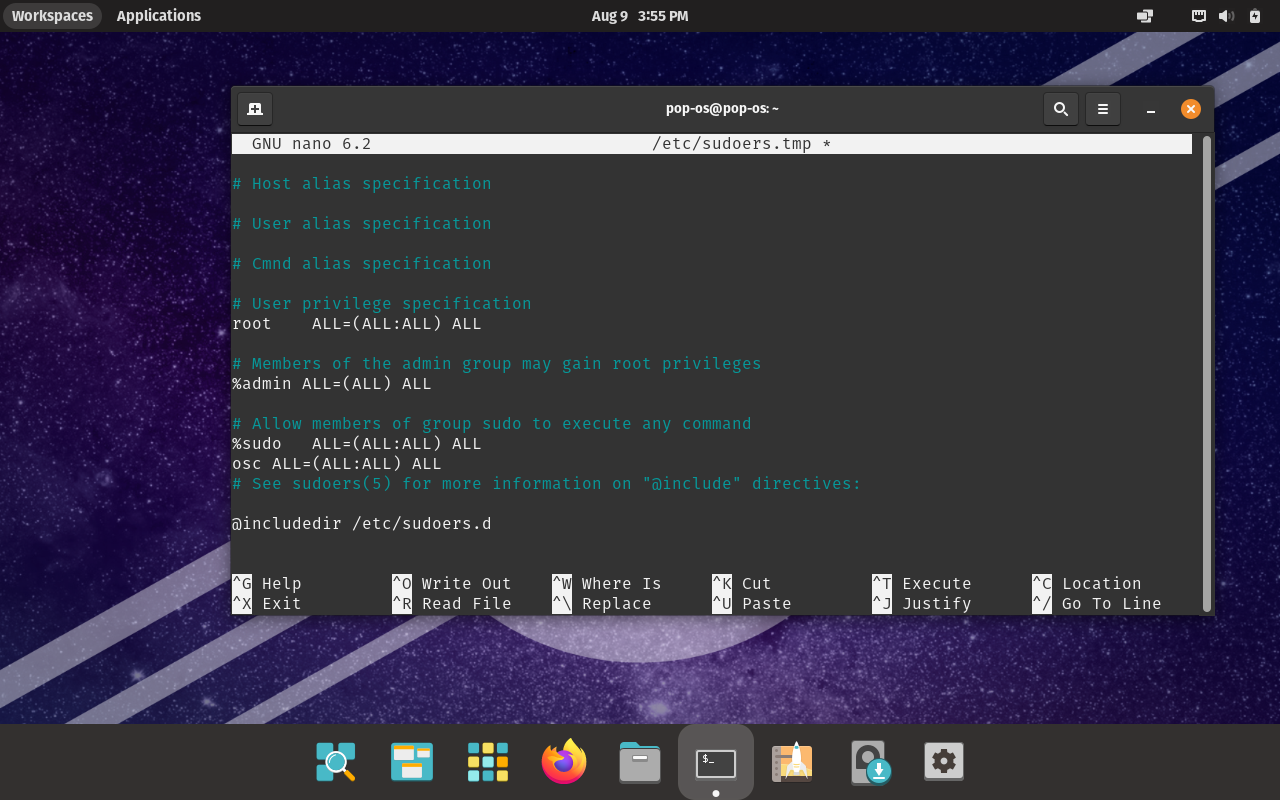 Workspaces Applications Aug 9 3:55 PM
pop-os@pop-os: ~
GNU nano 6.2 /etc/sudoers.tmp *
# Host alias specification
# User alias specification
# Cmnd alias specification
# User privilege specification
root    ALL=(ALL:ALL) ALL
# Members of the admin group may gain root privileges
%admin ALL=(ALL) ALL
# Allow members of group sudo to execute any command
%sudo   ALL=(ALL:ALL) ALL
osc ALL=(ALL:ALL) ALL
# See sudoers(5) for more information on "@include" directives:
@includedir /etc/sudoers.d
^G Help ^O Write Out ^W Where Is ^K Cut ^T Execute ^C Location
^X Exit ^R Read File ^\ Replace ^U Paste ^J Justify ^/ Go To Line
$_